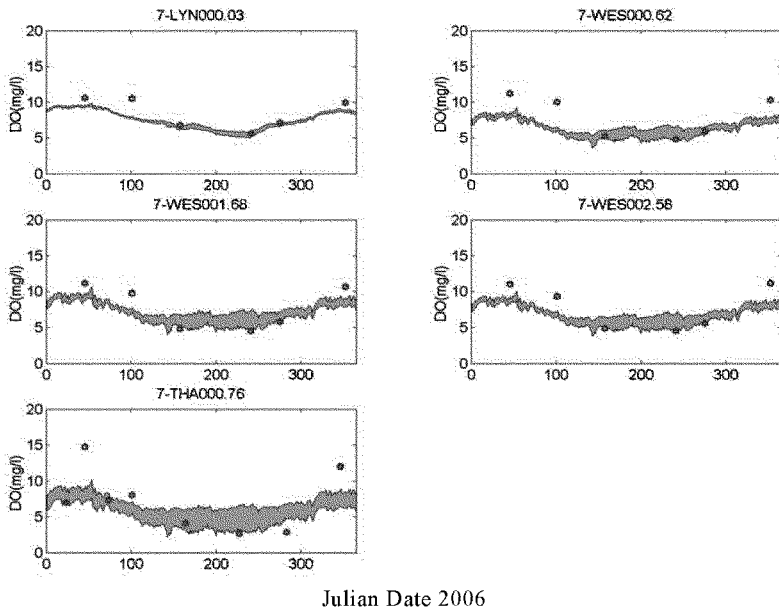 7-LYN000.03
7-WES000.62
20
15
10
5
0
DO(mg/l)
0 100 200 300
20
15
10
5
0
DO(mg/l)
0 100 200 300
7-WES001.68
7-WES002.58
20
15
10
5
0
DO(mg/l)
0 100 200 300
20
15
10
5
0
DO(mg/l)
0 100 200 300
7-THA000.76
20
15
10
5
0
DO(mg/l)
0 100 200 300
Julian Date 2006